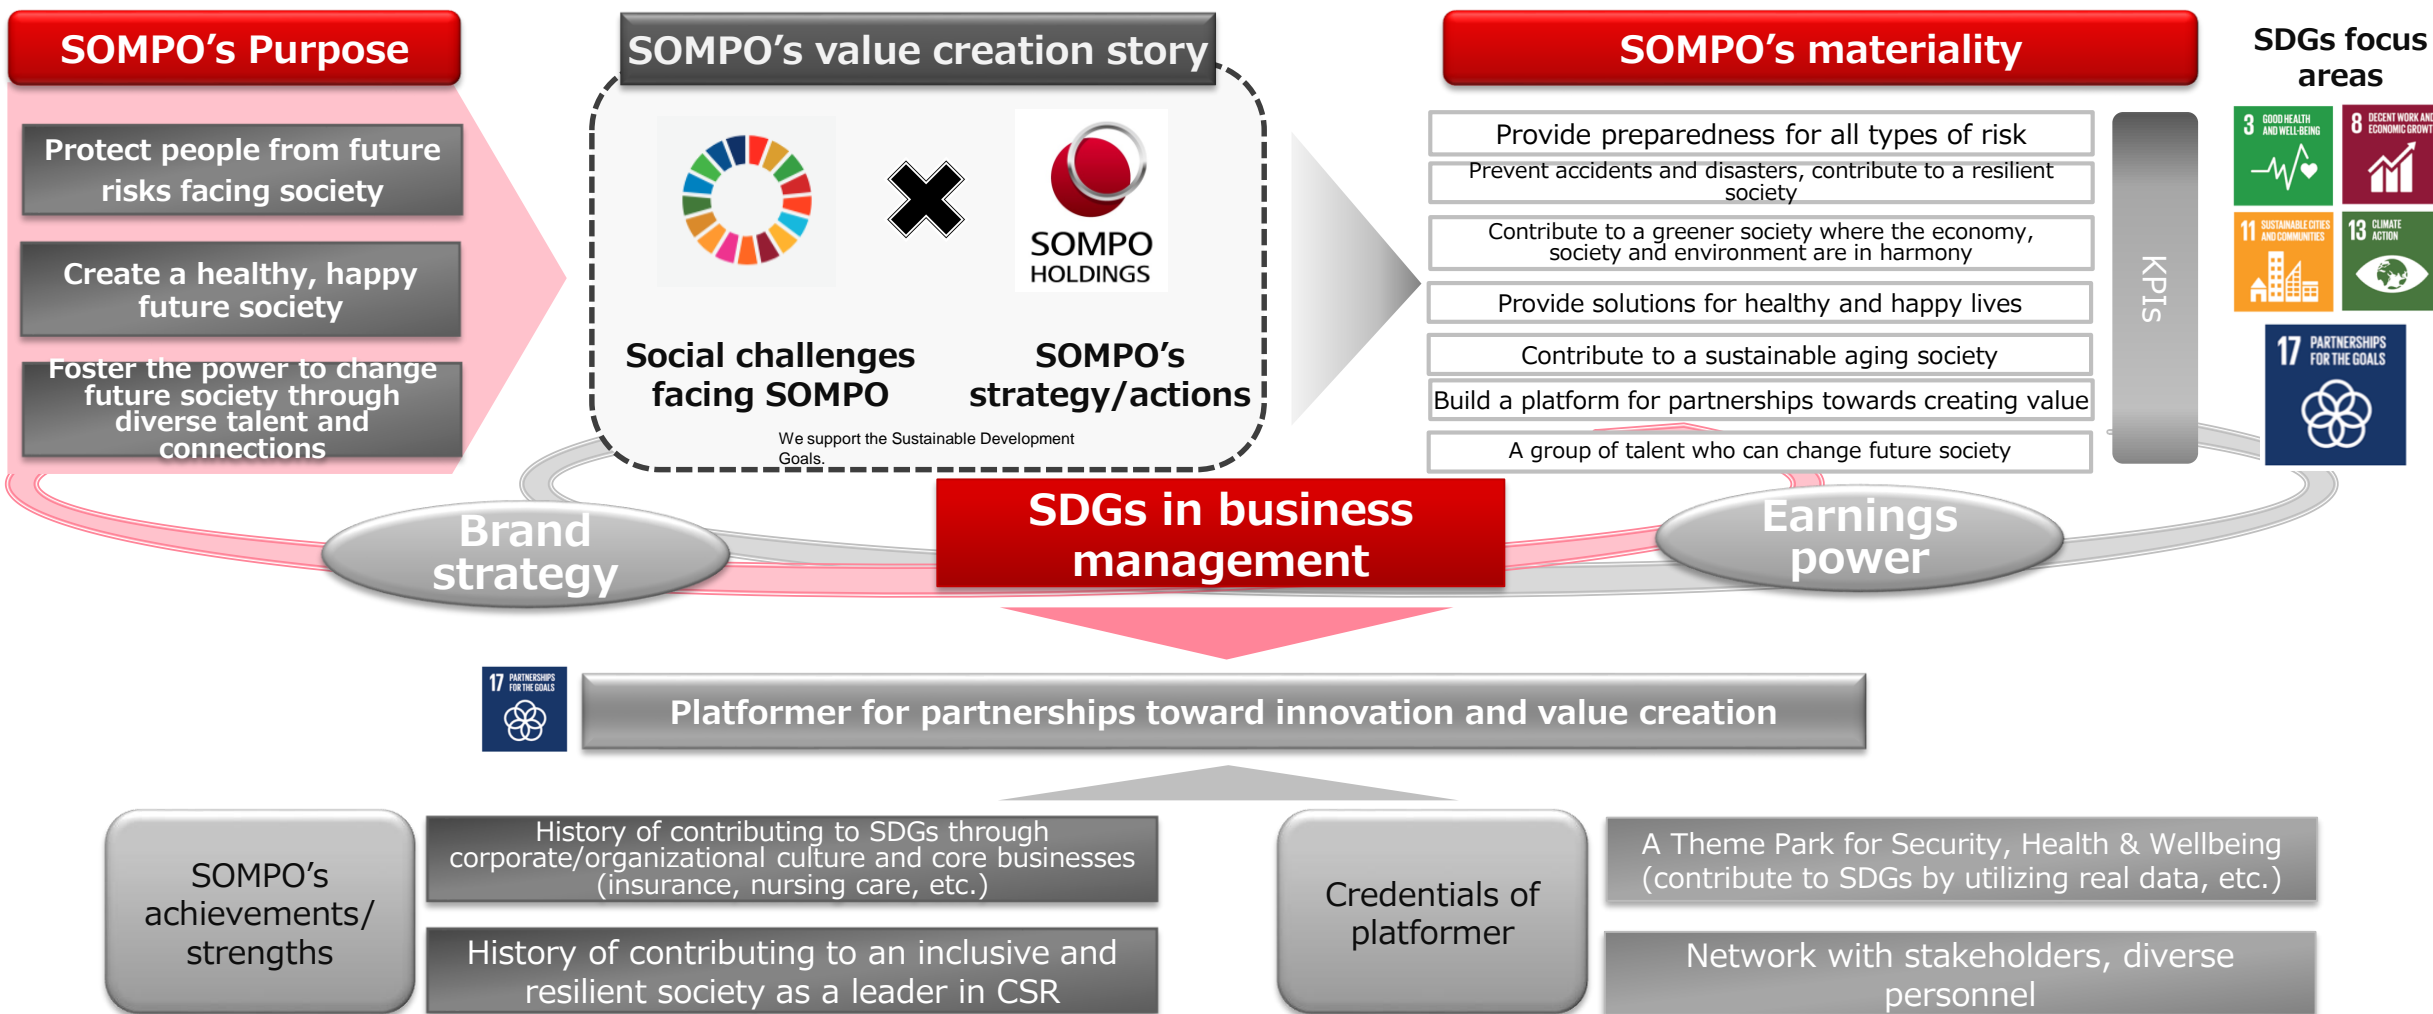 SOMPO’s Purpose
Protect people from future
risks facing society
Create a healthy, happy
future society
Foster the power to change
future society through
diverse talent and
connections
SOMPO’s value creation story
SOMPO
HOLDINGS
Social challenges
facing SOMPO
SOMPO’s
strategy/actions
We support the Sustainable Development
Goals.
SOMPO’s materiality
Provide preparedness for all types of risk
Prevent accidents and disasters, contribute to a resilient
society
Contribute to a greener society where the economy,
society and environment are in harmony
Provide solutions for healthy and happy lives
Contribute to a sustainable aging society
Build a platform for partnerships towards creating value
A group of talent who can change future society
KPIs
SDGs focus
areas
3 GOOD HEALTH
AND WELL-BEING
8 DECENT WORK AND
ECONOMIC GROWT
11 SUSTAINABLE CITIES
AND COMMUNITIES
13 CLIMATE
ACTION
17 PARTNERSHIPS
FOR THE GOALS
Brand
strategy
SDGs in business
management
Earnings
power
17 PARTNERSHIPS
FOR THE GOALS
Platformer for partnerships toward innovation and value creation
SOMPO’s
achievements/
strengths
History of contributing to SDGs through
corporate/organizational culture and core businesses
(insurance, nursing care, etc.)
History of contributing to an inclusive and
resilient society as a leader in CSR
Credentials of
platformer
A Theme Park for Security, Health & Wellbeing
(contribute to SDGs by utilizing real data, etc.)
Network with stakeholders, diverse
personnel